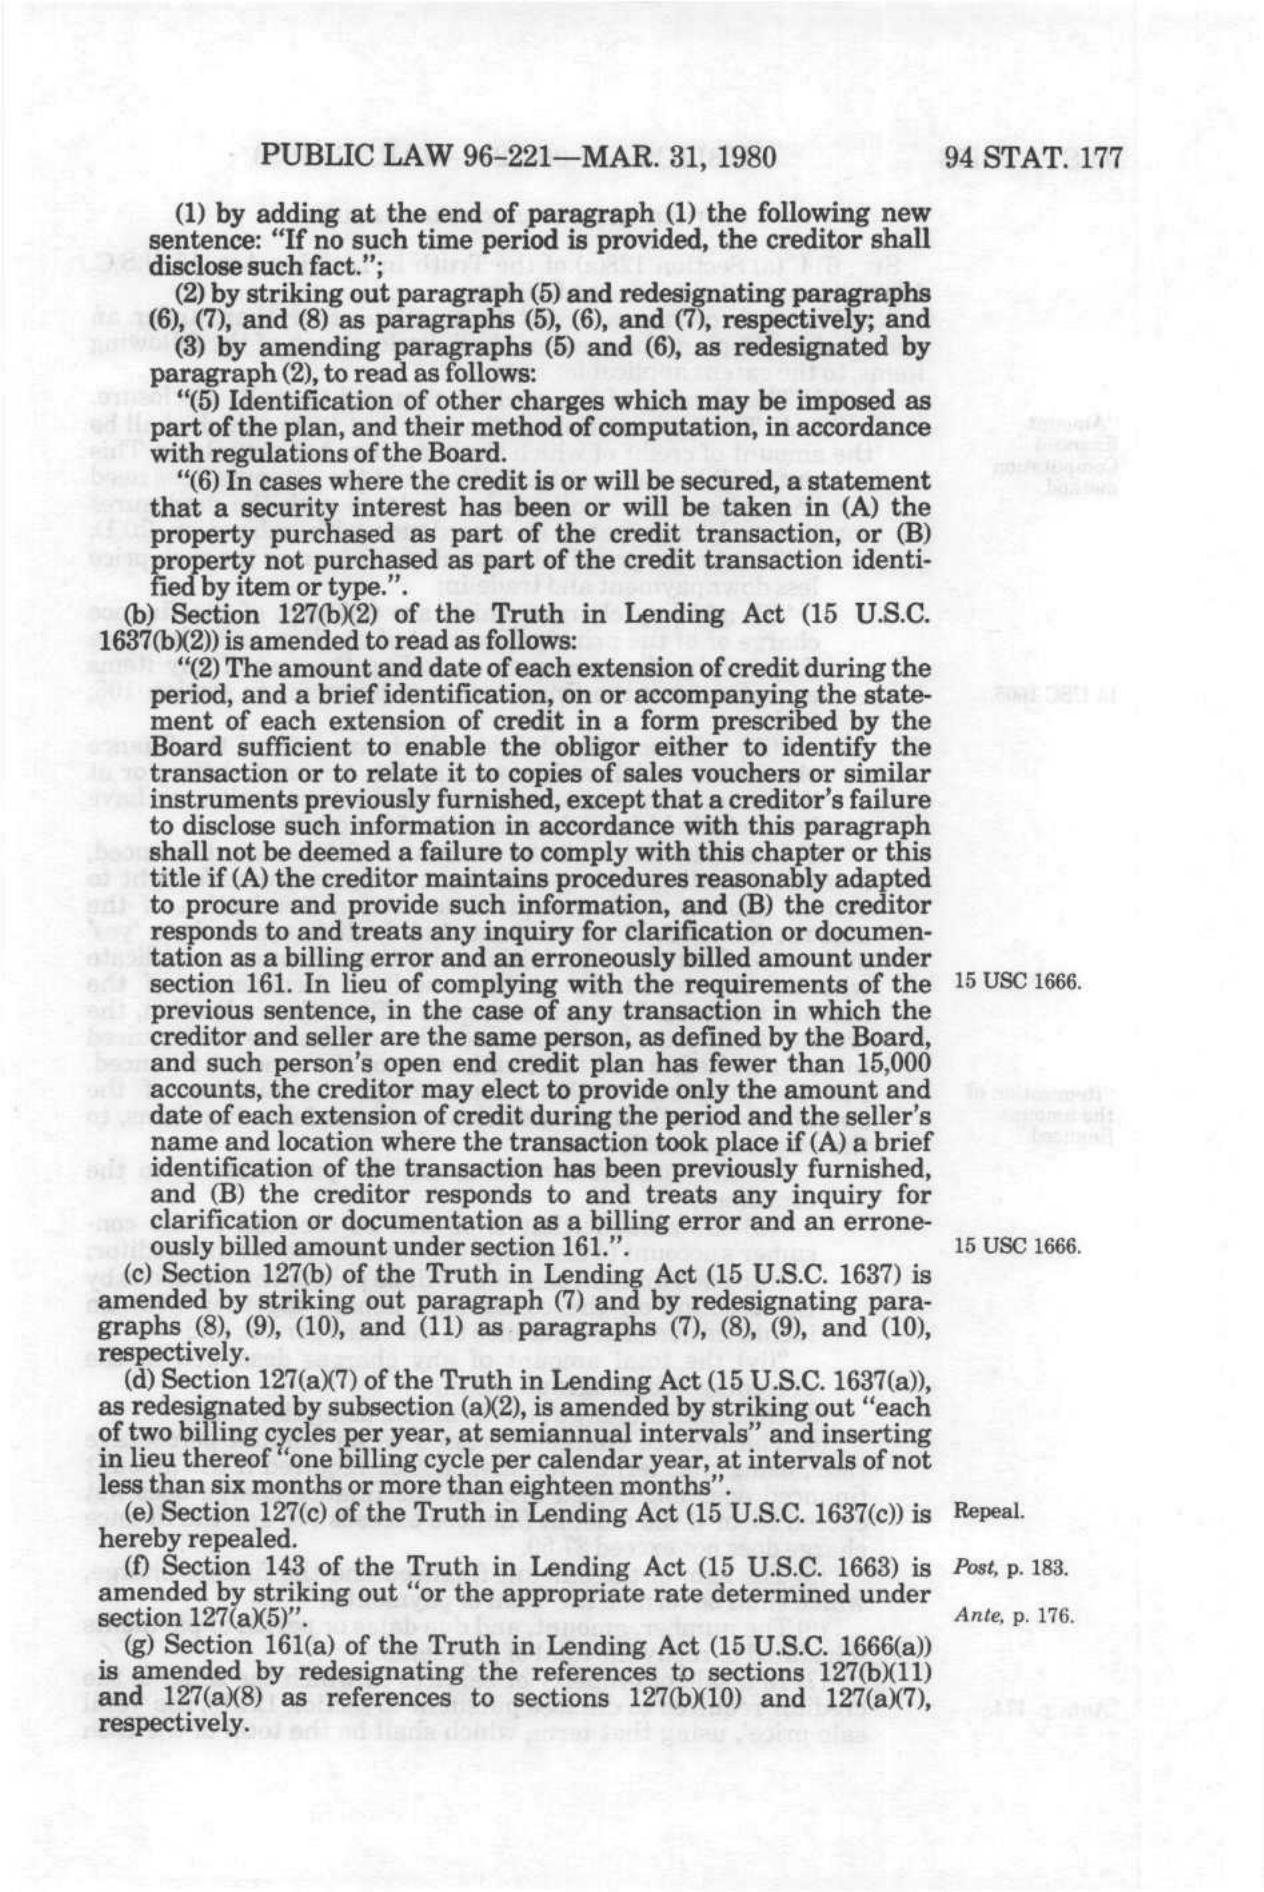 PUBLIC LAW 96-221—MAR. 31, 1980 94 STAT. 177
(1) by adding at the end of paragraph (1) the following new
sentence: “If no such time period is provided, the creditor shall
disclose such fact.”;
(2) by striking out paragraph (5) and redesignating paragraphs
(6), (7), and (8) as paragraphs (5), (6), and (7), respectively; and
(3) by amending paragraphs (5) and (6), as redesignated by
paragraph (2), to read as follows:
“(5) Identification of other charges which may be imposed as
part of the plan, and their method of computation, in accordance
with regulations of the Board.
“(6) In cases where the credit is or will be secured, a statement
that a security interest has been or will be taken in (A) the
property purchased as part of the credit transaction, or (B)
property not purchased as part of the credit transaction identi-
fied by item or type.”.
(b) Section 127(b)(2) of the Truth in Lending Act (15 U.S.C.
1637(b)(2)) is amended to read as follows:
“(2) The amount and date of each extension of credit during the
period, and a brief identification, on or accompanying the state-
ment of each extension of credit in a form prescribed by the
Board sufficient to enable the obligor either to identify the
transaction or to relate it to copies of sales vouchers or similar
instruments previously furnished, except that a creditor’s failure
to disclose such information in accordance with this paragraph
shall not be deemed a failure to comply with this chapter or this
title if (A) the creditor maintains procedures reasonably adapted
to procure and provide such information, and (B) the creditor
responds to and treats any inquiry for clarification or documen-
tation as a billing error and an erroneously billed amount under
section 161. In lieu of complying with the requirements of the 15 USC 1666.
previous sentence, in the case of any transaction in which the
creditor and seller are the same person, as defined by the Board,
and such person’s open end credit plan has fewer than 15,000
accounts, the creditor may elect to provide only the amount and
date of each extension of credit during the period and the seller’s
name and location where the transaction took place if (A) a brief
identification of the transaction has been previously furnished,
and (B) the creditor responds to and treats any inquiry for
clarification or documentation as a billing error and an errone-
ously billed amount under section 161.”. 15 USC 1666.
(c) Section 127(b) of the Truth in Lending Act (15 U.S.C. 1637) is
amended by striking out paragraph (7) and by redesignating para-
graphs (8), (9), (10), and (11) as paragraphs (7), (8), (9), and (10),
respectively.
(d) Section 127(a)(7) of the Truth in Lending Act (15 U.S.C. 1637(a)),
as redesignated by subsection (a)(2), is amended by striking out “each
of two billing cycles per year, at semiannual intervals” and inserting
in lieu thereof “one billing cycle per calendar year, at intervals of not
less than six months or more than eighteen months”.
(e) Section 127(c) of the Truth in Lending Act (15 U.S.C. 1637(c)) is Repeal.
hereby repealed.
(f) Section 143 of the Truth in Lending Act (15 U.S.C. 1663) is Post, p. 183.
amended by striking out “or the appropriate rate determined under
section 127(a)(5)”. Ante, p. 176.
(g) Section 161(a) of the Truth in Lending Act (15 U.S.C. 1666(a))
is amended by redesignating the references to sections 127(b)(11)
and 127(a)(8) as references to sections 127(b)(10) and 127(a)(7),
respectively.